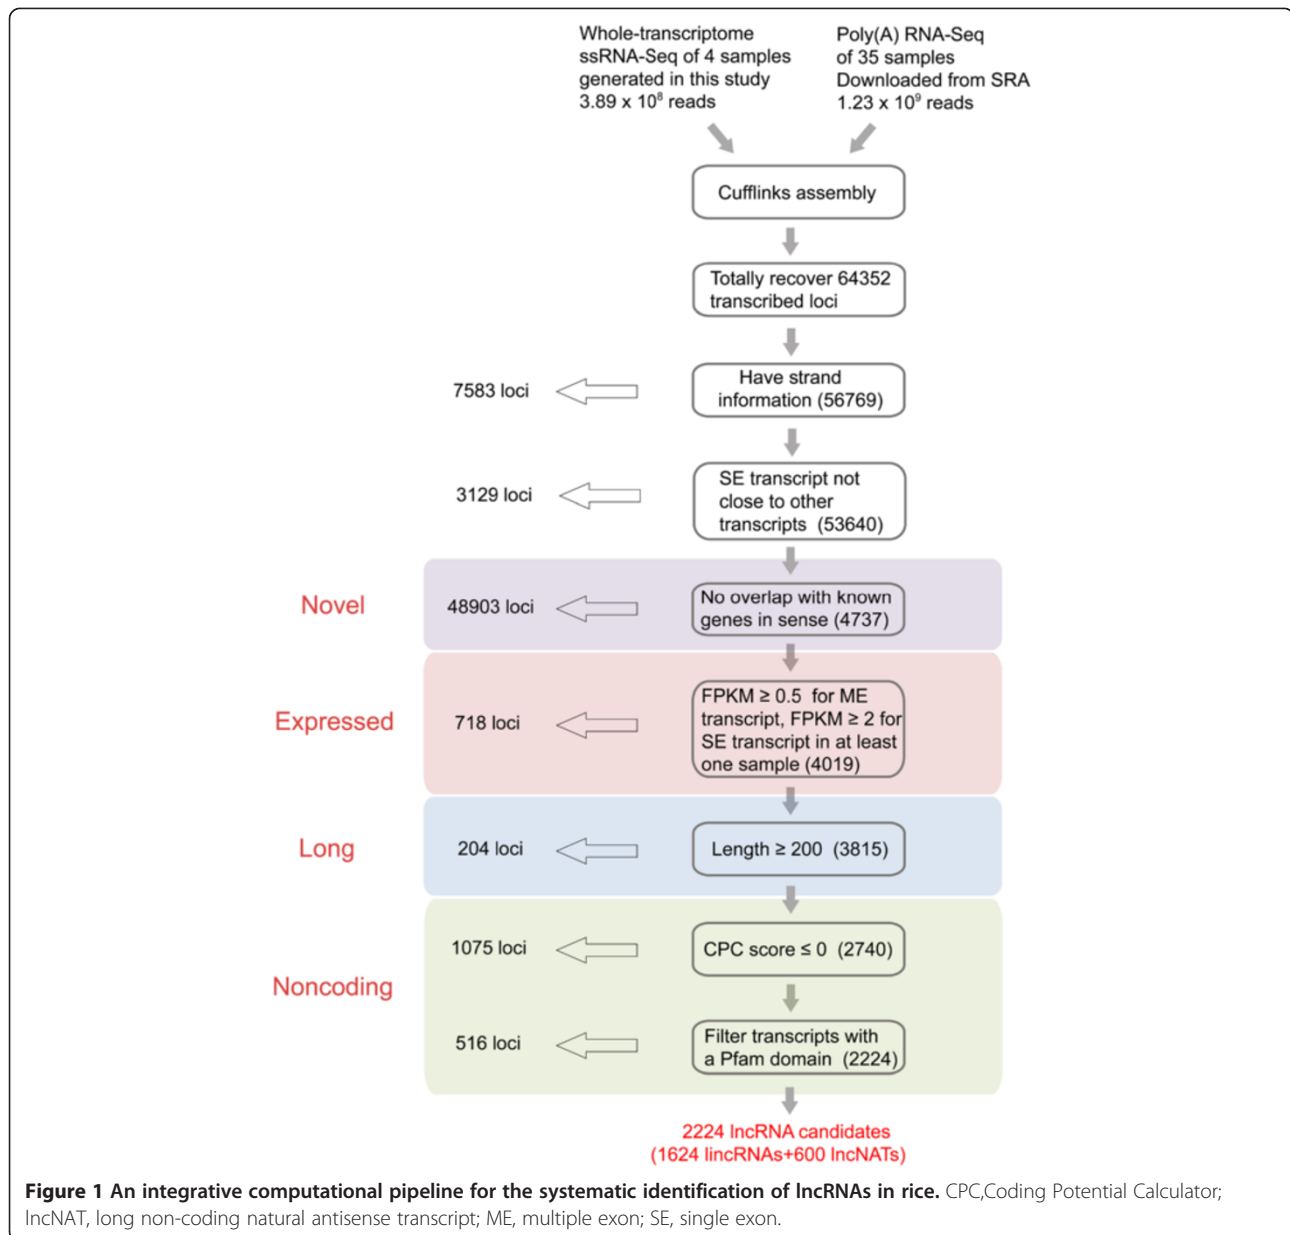 Whole-transcriptome
ssRNA-Seq of 4 samples
generated in this study
3.89 x 10⁸ reads
Poly(A) RNA-Seq
of 35 samples
Downloaded from SRA
1.23 x 10⁹ reads
Cufflinks assembly
Totally recover 64352
transcribed loci
7583 loci
Have strand
information (56769)
3129 loci
SE transcript not
close to other
transcripts (53640)
Novel
48903 loci
No overlap with known
genes in sense (4737)
Expressed
718 loci
FPKM ≥ 0.5 for ME
transcript, FPKM ≥ 2 for
SE transcript in at least
one sample (4019)
Long
204 loci
Length ≥ 200 (3815)
Noncoding
1075 loci
CPC score ≤ 0 (2740)
516 loci
Filter transcripts with
a Pfam domain (2224)
2224 lncRNA candidates
(1624 lincRNAs+600 lncNATs)
Figure 1 An integrative computational pipeline for the systematic identification of lncRNAs in rice. CPC,Coding Potential Calculator;
lncNAT, long non-coding natural antisense transcript; ME, multiple exon; SE, single exon.